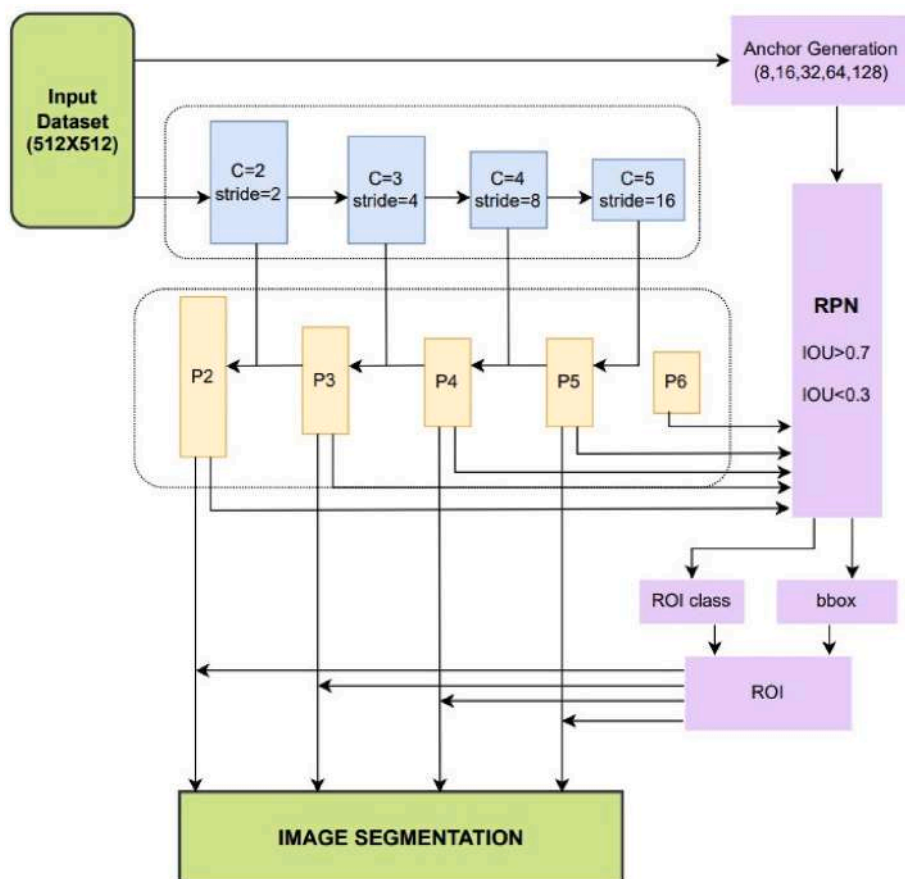 Input
Dataset
(512X512)
Anchor Generation
(8,16,32,64,128)
C=2
stride=2
C=3
stride=4
C=4
stride=8
C=5
stride=16
RPN
IOU>0.7
IOU<0.3
P2
P3
P4
P5
P6
ROI class
bbox
ROI
IMAGE SEGMENTATION